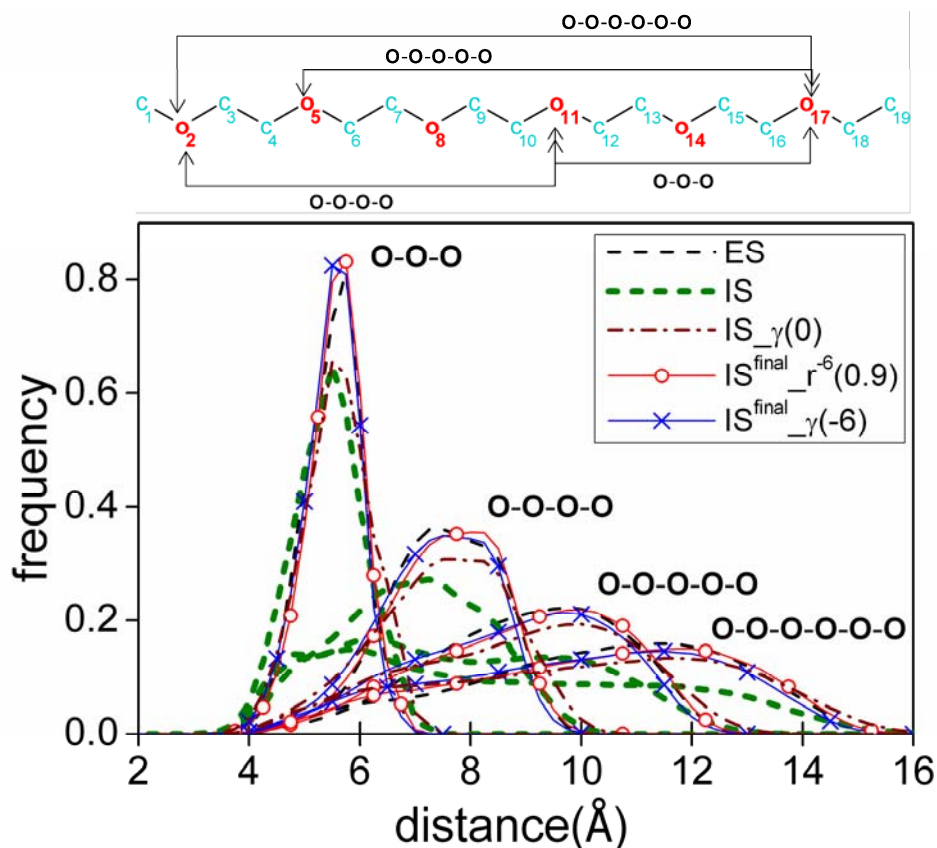 O-O-O-O-O-O
O-O-O-O-O
C1 O2 C3 C4 O5 C6 C7 O8 C9 C10 O11 C12 C13 O14 C15 C16 O17 C18 C19
O-O-O-O
O-O-O
O-O-O
O-O-O-O
O-O-O-O-O
O-O-O-O-O-O
ES
IS
IS_γ(0)
IS^final_r^-6(0.9)
IS^final_γ(-6)
frequency
0.8
0.6
0.4
0.2
0.0
2 4 6 8 10 12 14 16
distance(Å)